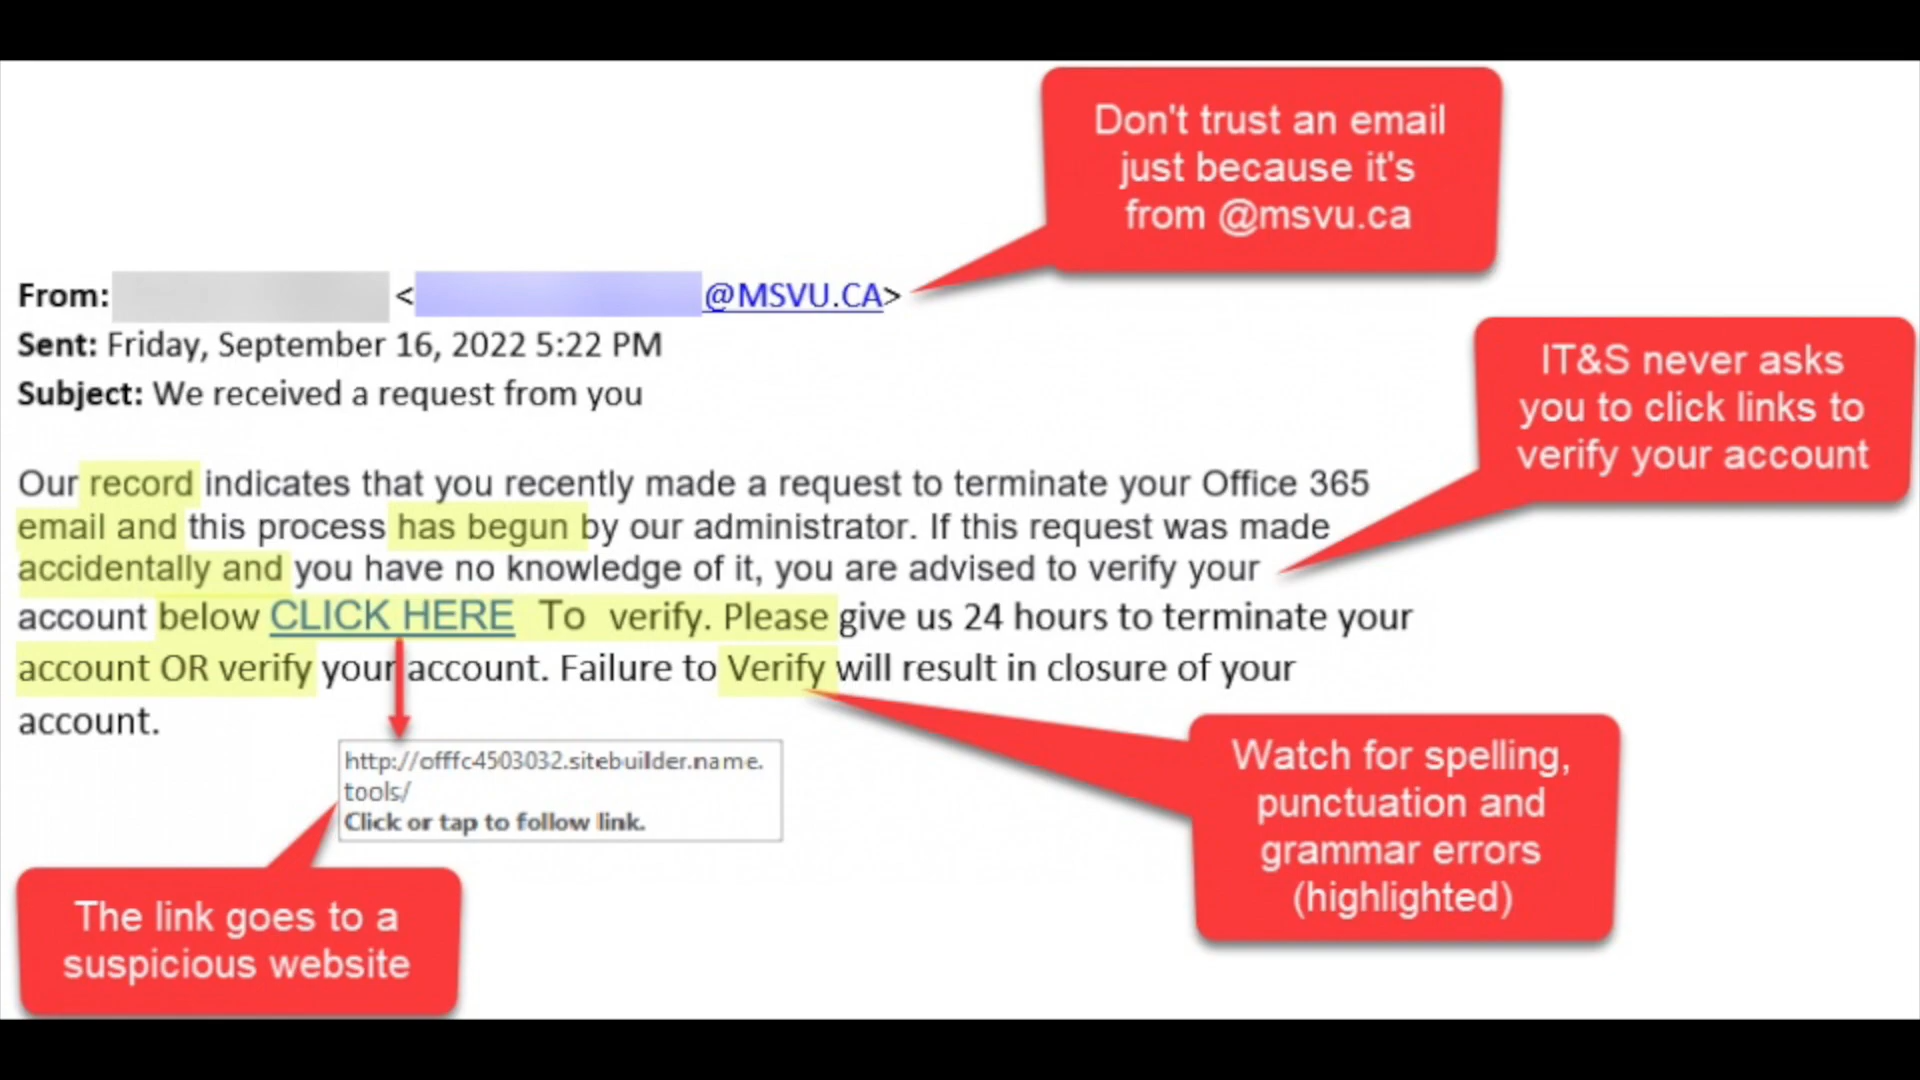 Don't trust an email
just because it's
from @msvu.ca
From: < @MSVU.CA>
Sent: Friday, September 16, 2022 5:22 PM
Subject: We received a request from you
IT&S never asks
you to click links to
verify your account
Our record indicates that you recently made a request to terminate your Office 365
email and this process has begun by our administrator. If this request was made
accidentally and you have no knowledge of it, you are advised to verify your
account below CLICK HERE To verify. Please give us 24 hours to terminate your
account OR verify your account. Failure to Verify will result in closure of your
account.
http://offfc4503032.sitebuilder.name.
tools/
Click or tap to follow link.
Watch for spelling,
punctuation and
grammar errors
(highlighted)
The link goes to a
suspicious website